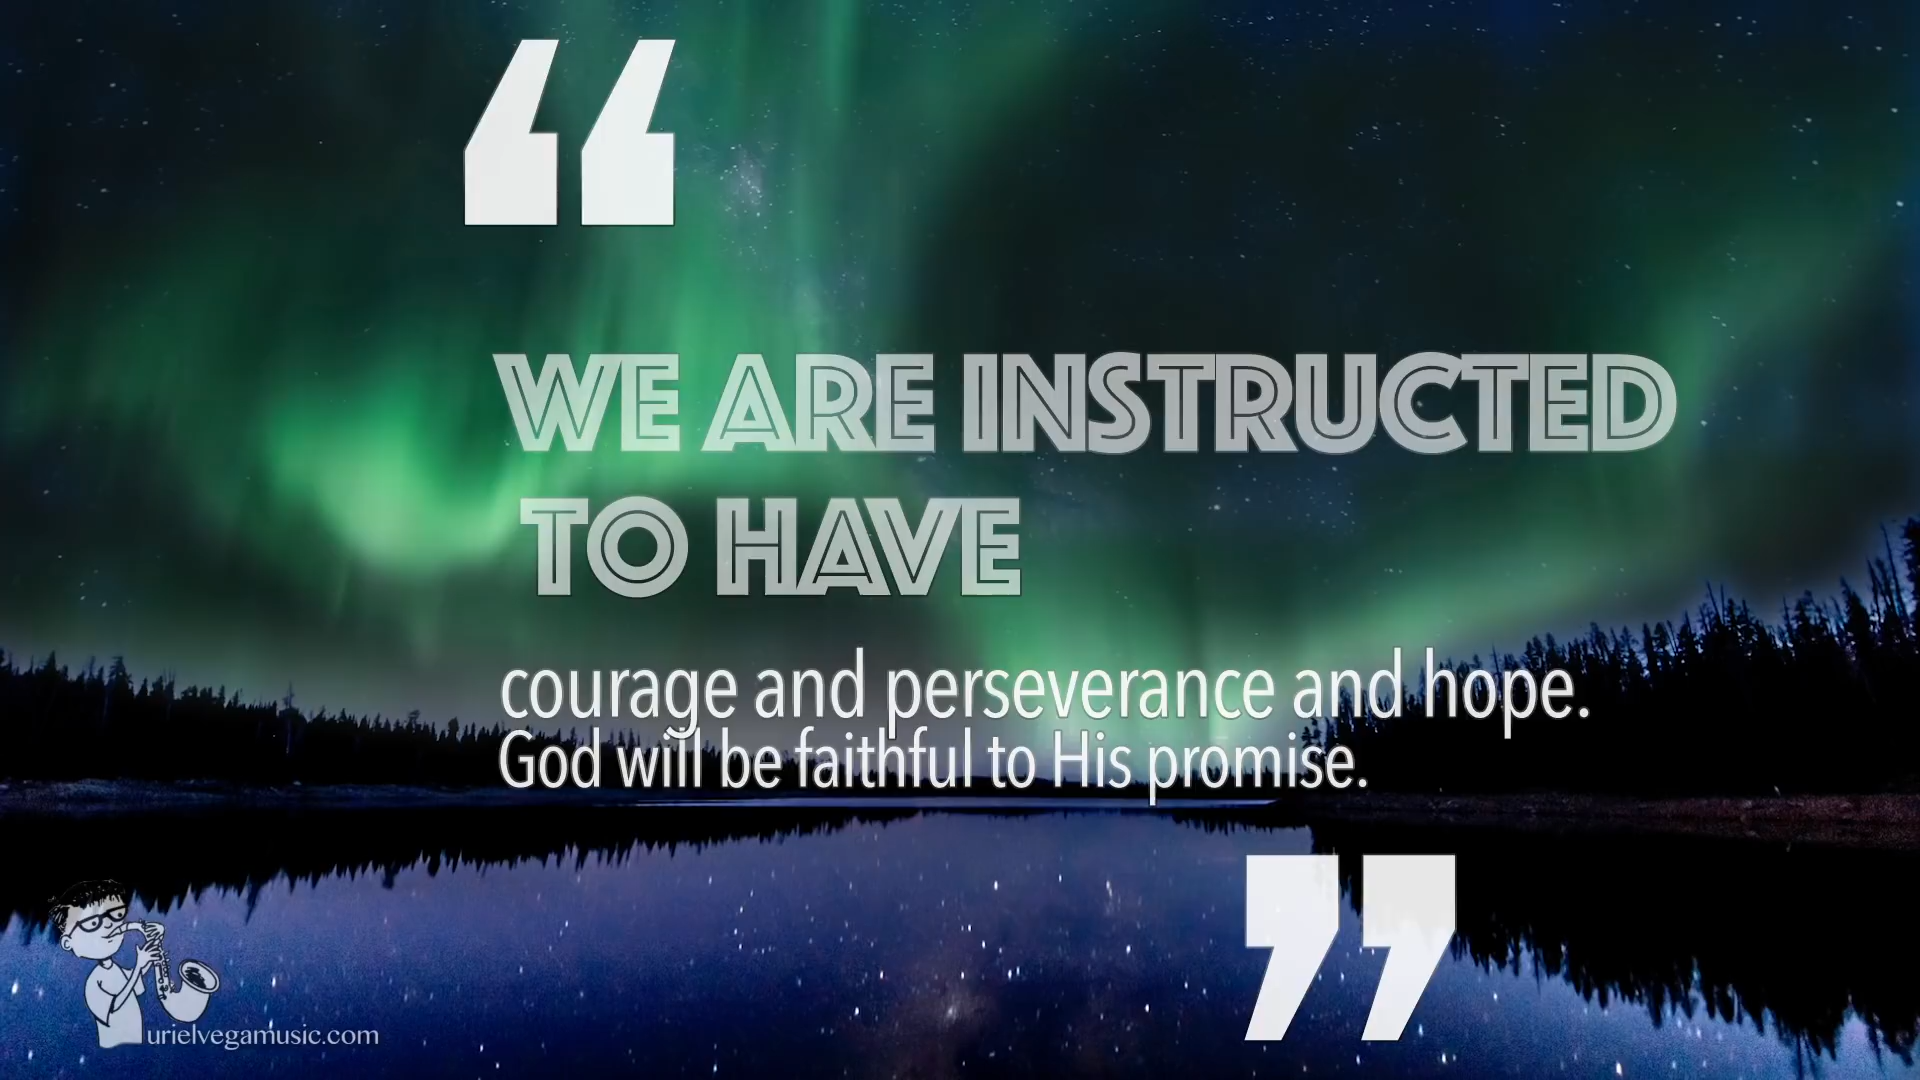 “
WE ARE INSTRUCTED
TO HAVE
courage and perseverance and hope.
God will be faithful to His promise.
”
urielvegamusic.com